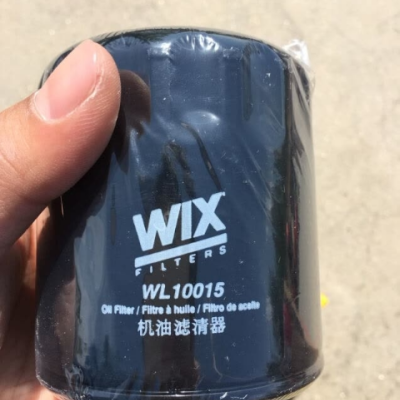 WIX
FILTERS
WL10015
Oil Filter / Filtre à huile / Filtro de aceite
机油滤清器